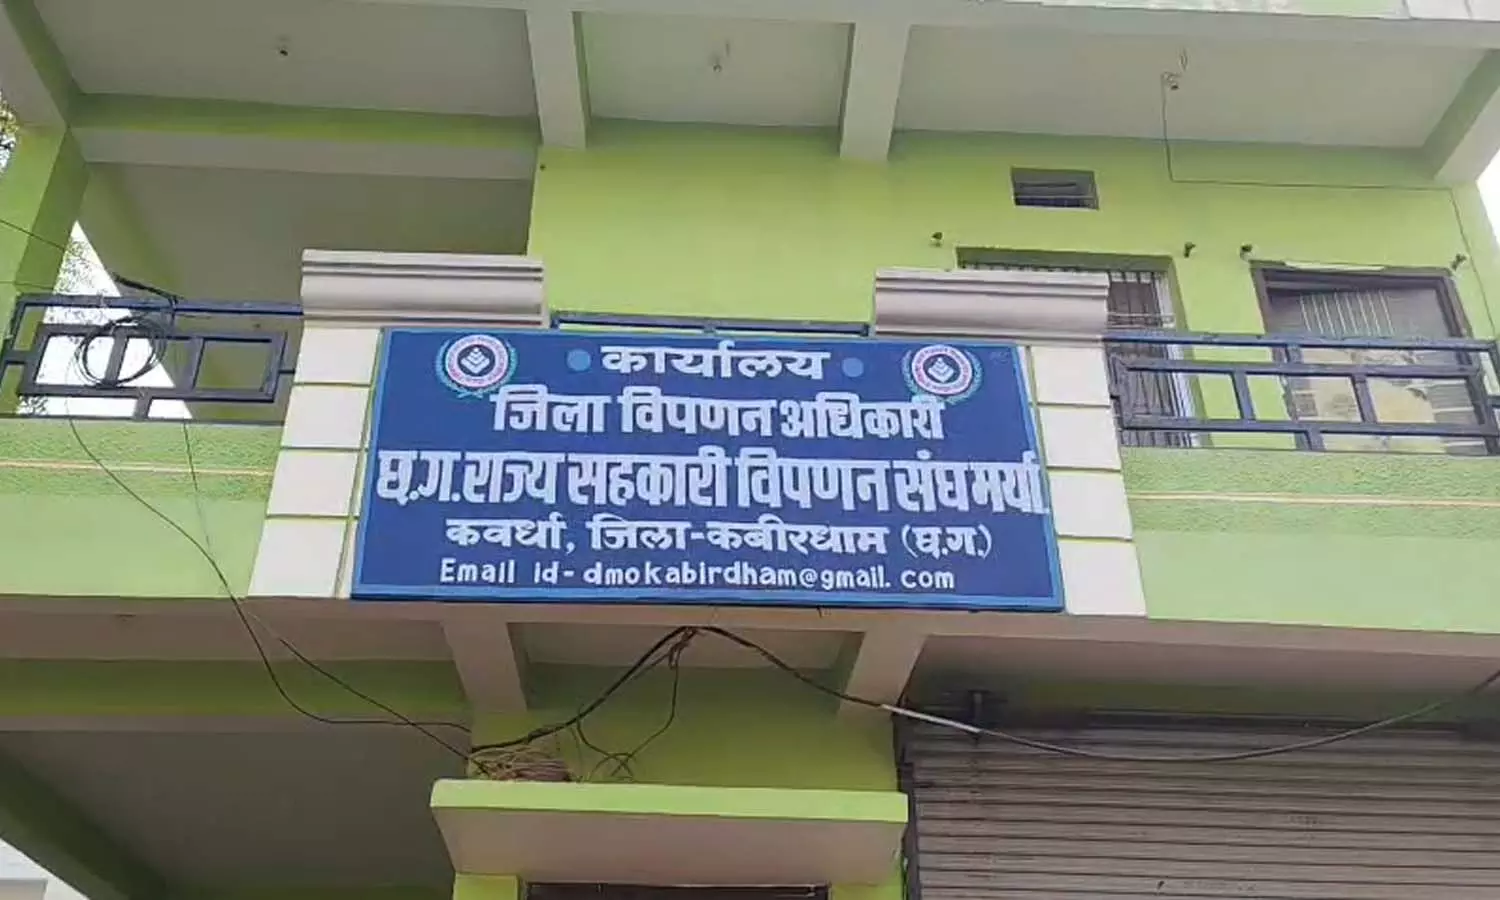 कार्यालय
जिला विपणन अधिकारी
छ.ग. राज्य सहकारी विपणन संघ मर्या.
कवर्धा, जिला-कबीरधाम (छ.ग.)
Email id- dmokabirdham@gmail. com